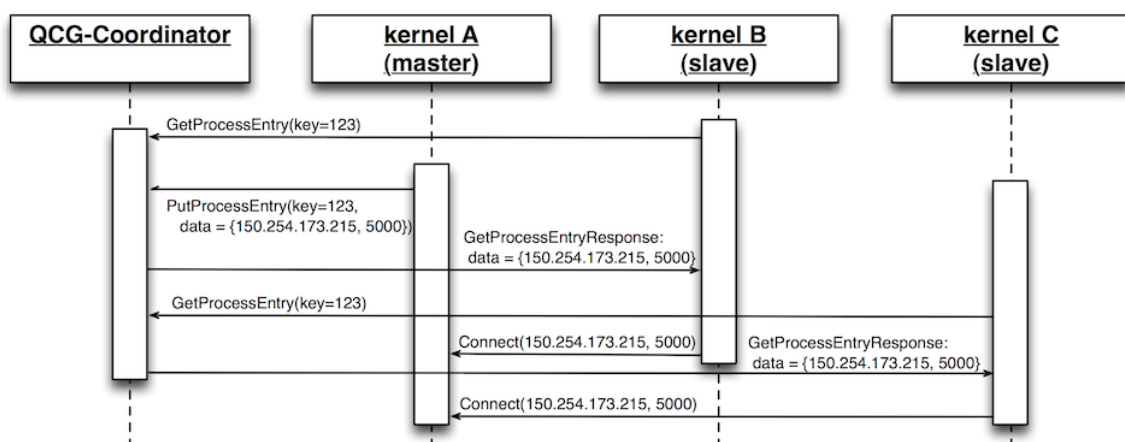 QCG-Coordinator
kernel A
(master)
kernel B
(slave)
kernel C
(slave)
GetProcessEntry(key=123)
PutProcessEntry(key=123,
data = {150.254.173.215, 5000})
GetProcessEntryResponse:
data = {150.254.173.215, 5000}
GetProcessEntry(key=123)
Connect(150.254.173.215, 5000)
GetProcessEntryResponse:
data = {150.254.173.215, 5000}
Connect(150.254.173.215, 5000)